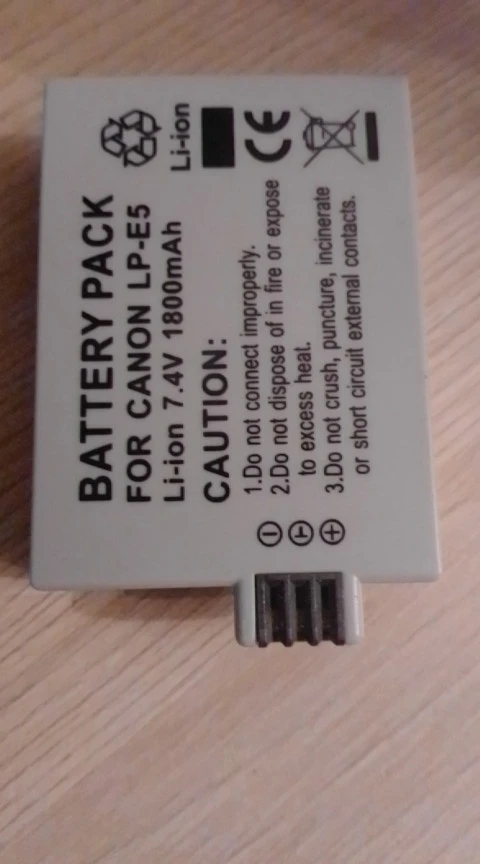 BATTERY PACK
FOR CANON LP-E5
Li-ion 7.4V 1800mAh
Li-ion
CE
CAUTION:
1.Do not connect improperly.
2.Do not dispose of in fire or expose
to excess heat.
3.Do not crush, puncture, incinerate
or short circuit external contacts.